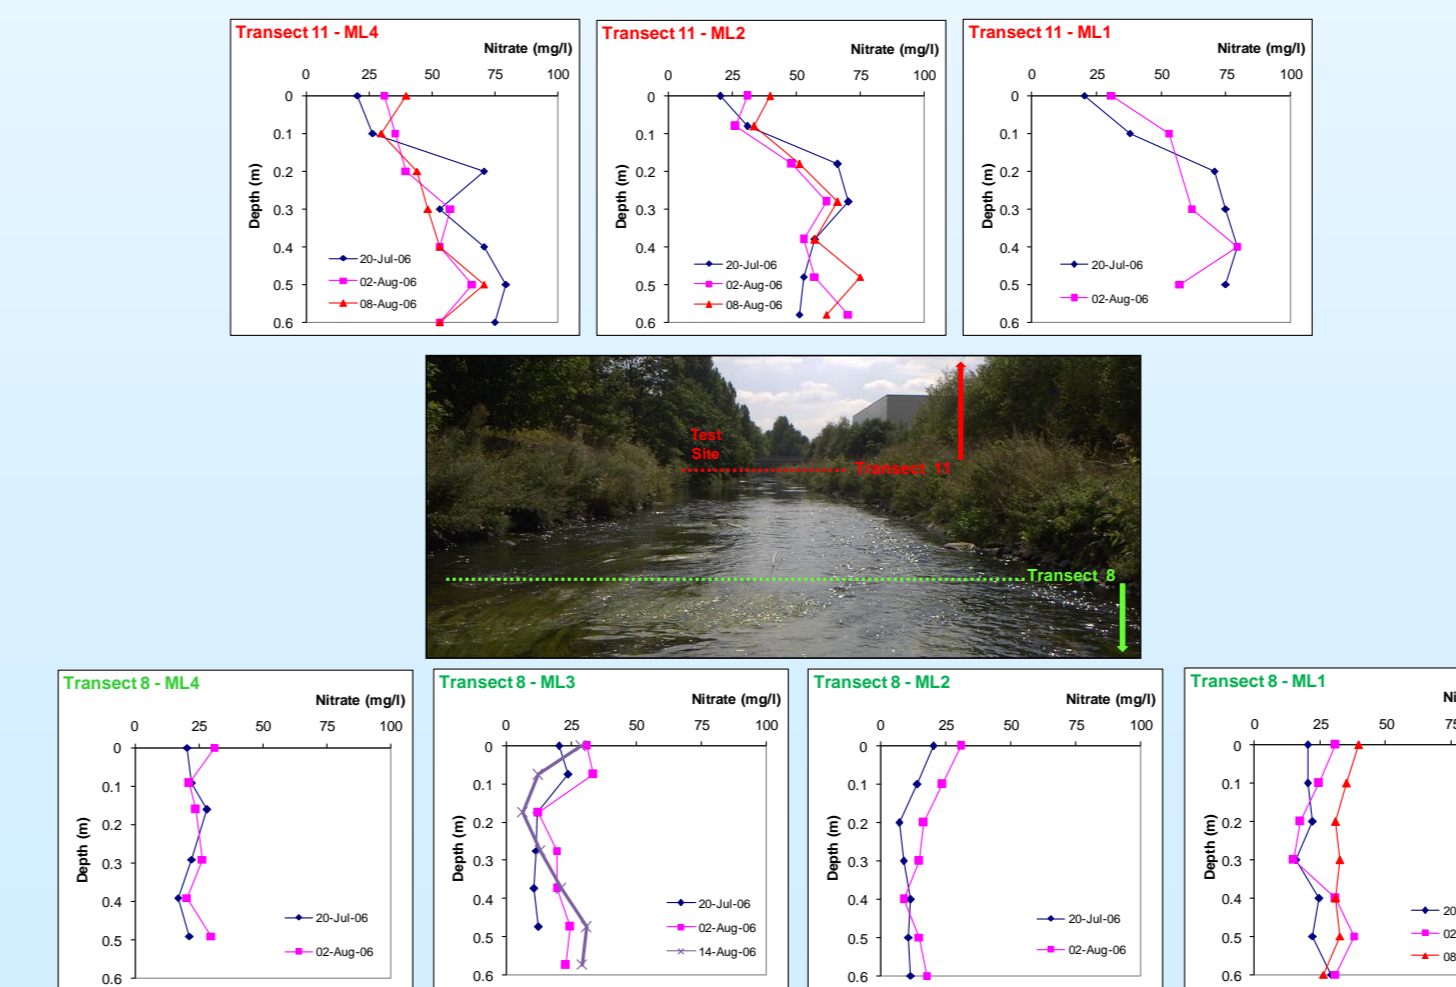 Transect 11 - ML4
Nitrate (mg/l)
0 25 50 75 100
0
0.1
0.2
0.3
0.4
0.5
0.6
Depth (m)
20-Jul-06
02-Aug-06
08-Aug-06
Transect 11 - ML2
Nitrate (mg/l)
0 25 50 75 100
0
0.1
0.2
0.3
0.4
0.5
0.6
Depth (m)
20-Jul-06
02-Aug-06
08-Aug-06
Transect 11 - ML1
Nitrate (mg/l)
0 25 50 75 100
0
0.1
0.2
0.3
0.4
0.5
0.6
Depth (m)
20-Jul-06
02-Aug-06
Test
Site
Transect 11
Transect 8
Transect 8 - ML4
Nitrate (mg/l)
0 25 50 75 100
0
0.1
0.2
0.3
0.4
0.5
0.6
Depth (m)
20-Jul-06
02-Aug-06
Transect 8 - ML3
Nitrate (mg/l)
0 25 50 75 100
0
0.1
0.2
0.3
0.4
0.5
0.6
Depth (m)
20-Jul-06
02-Aug-06
14-Aug-06
Transect 8 - ML2
Nitrate (mg/l)
0 25 50 75 100
0
0.1
0.2
0.3
0.4
0.5
0.6
Depth (m)
20-Jul-06
02-Aug-06
Transect 8 - ML1
Ni
0 25 50 75
0
0.1
0.2
0.3
0.4
0.5
0.6
Depth (m)
20
02
08